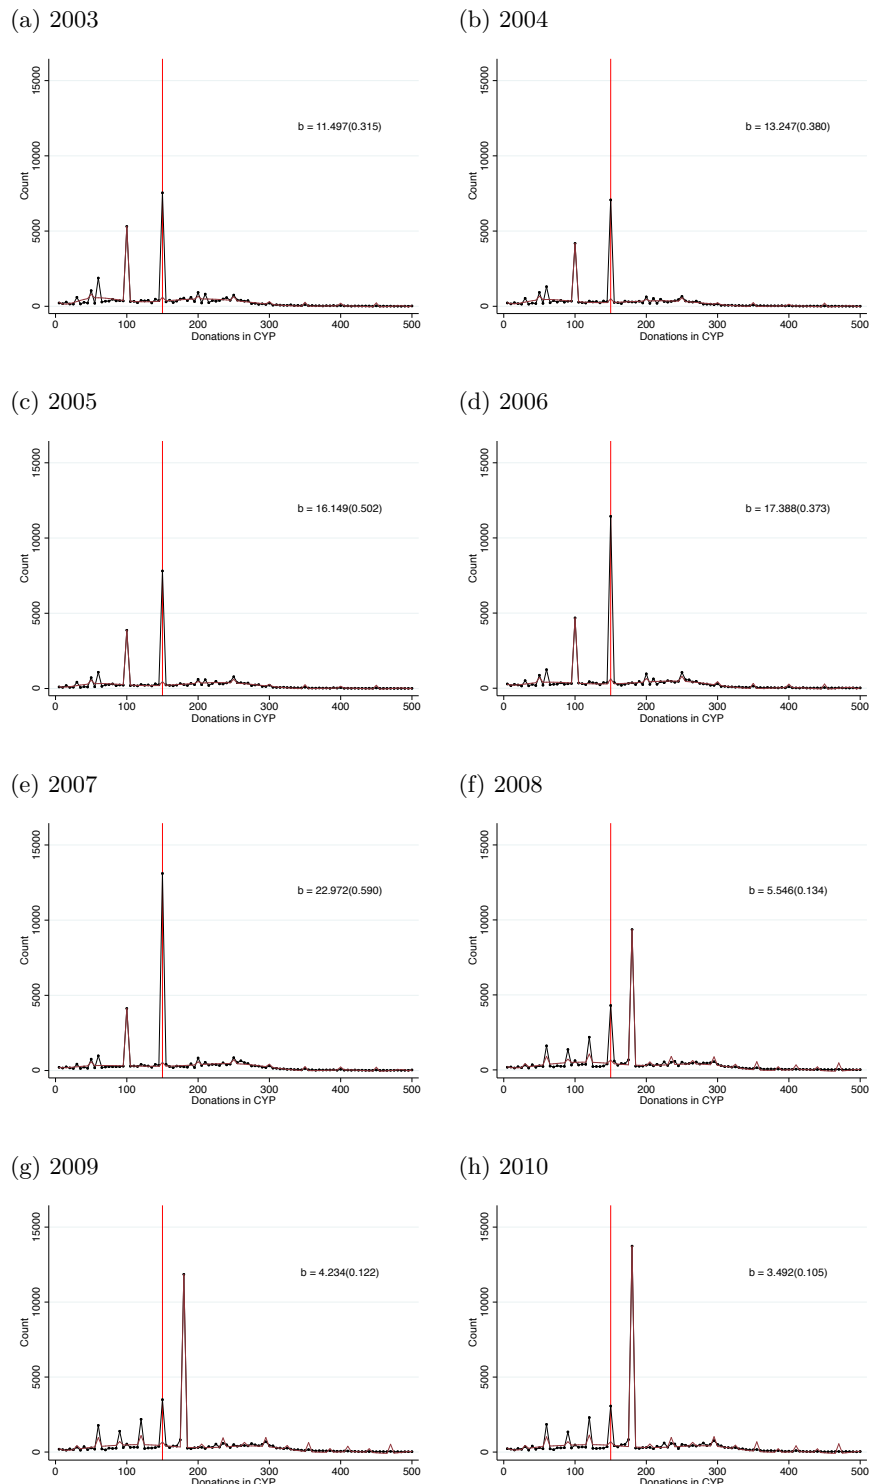 (a) 2003
15000
10000
5000
0
Count
b = 11.497(0.315)
0 100 200 300 400 500
Donations in CYP
(b) 2004
15000
10000
5000
0
Count
b = 13.247(0.380)
0 100 200 300 400 500
Donations in CYP
(c) 2005
15000
10000
5000
0
Count
b = 16.149(0.502)
0 100 200 300 400 500
Donations in CYP
(d) 2006
15000
10000
5000
0
Count
b = 17.388(0.373)
0 100 200 300 400 500
Donations in CYP
(e) 2007
15000
10000
5000
0
Count
b = 22.972(0.590)
0 100 200 300 400 500
Donations in CYP
(f) 2008
15000
10000
5000
0
Count
b = 5.546(0.134)
0 100 200 300 400 500
Donations in CYP
(g) 2009
15000
10000
5000
0
Count
b = 4.234(0.122)
0 100 200 300 400 500
Donations in CYP
(h) 2010
15000
10000
5000
0
Count
b = 3.492(0.105)
0 100 200 300 400 500
Donations in CYP